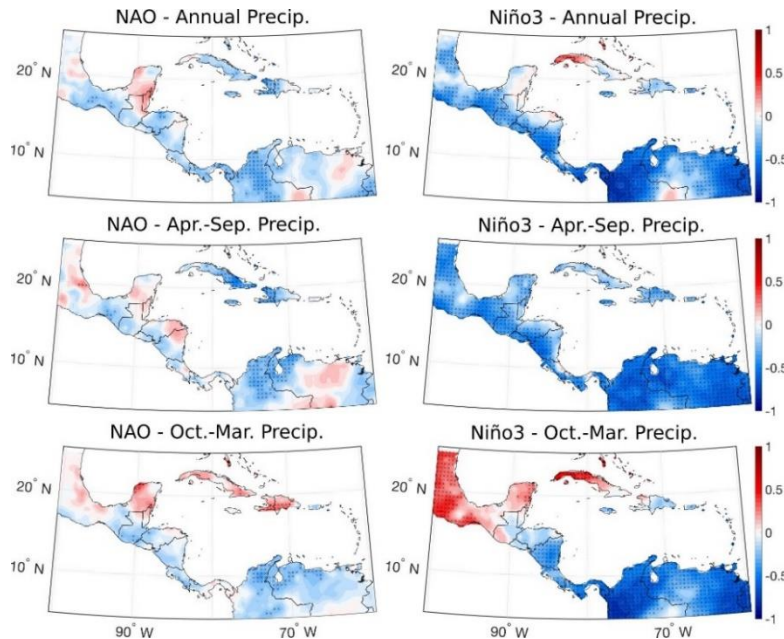 NAO - Annual Precip.
Niño3 - Annual Precip.
20° N
10° N
1
0.5
0
-0.5
-1
NAO - Apr.-Sep. Precip.
Niño3 - Apr.-Sep. Precip.
20° N
10° N
1
0.5
0
-0.5
-1
NAO - Oct.-Mar. Precip.
Niño3 - Oct.-Mar. Precip.
20° N
10° N
1
0.5
0
-0.5
-1
90° W
70° W
90° W
70° W